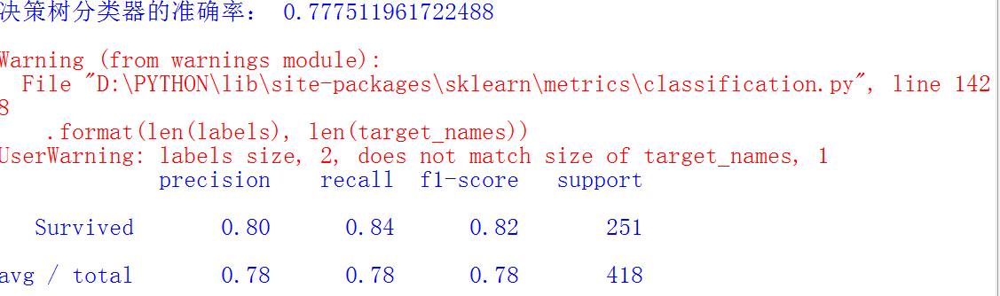 决策树分类器的准确率： 0.777511961722488
Warning (from warnings module):
File "D:\PYTHON\lib\site-packages\sklearn\metrics\classification.py", line 142
8
.format(len(labels), len(target_names))
UserWarning: labels size, 2, does not match size of target_names, 1
precision recall f1-score support
Survived 0.80 0.84 0.82 251
avg / total 0.78 0.78 0.78 418